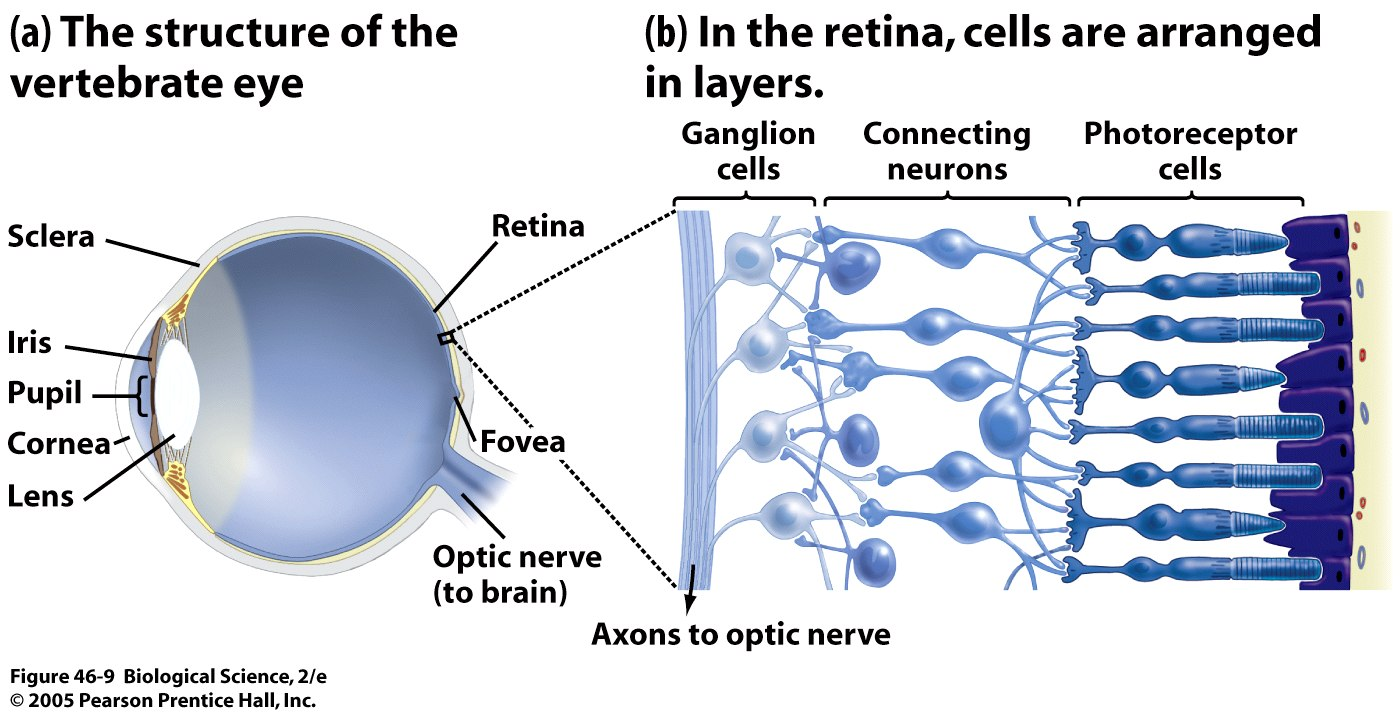 (a) The structure of the
vertebrate eye
Sclera
Iris
Pupil
Cornea
Lens
Retina
Fovea
Optic nerve
(to brain)
(b) In the retina, cells are arranged
in layers.
Ganglion
cells
Connecting
neurons
Photoreceptor
cells
Axons to optic nerve
Figure 46-9 Biological Science, 2/e
© 2005 Pearson Prentice Hall, Inc.